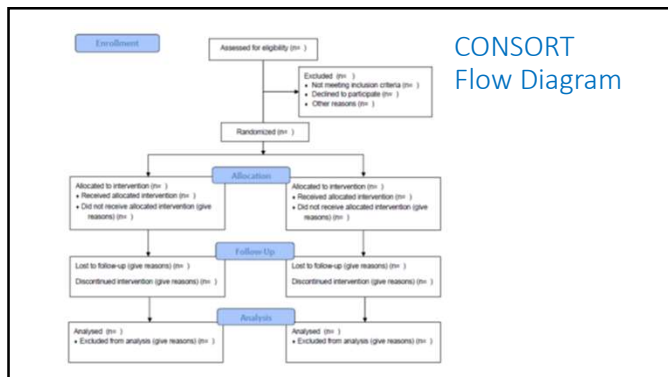 Enrollment
Assessed for eligibility (n= )
CONSORT
Flow Diagram
Excluded (n= )
• Not meeting inclusion criteria (n= )
• Declined to participate (n= )
• Other reasons (n= )
Randomized (n= )
Allocation
Allocated to intervention (n= )
• Received allocated intervention (n= )
• Did not receive allocated intervention (give
reasons) (n= )
Allocated to intervention (n= )
• Received allocated intervention (n= )
• Did not receive allocated intervention (give
reasons) (n= )
Follow-Up
Lost to follow-up (give reasons) (n= )
Discontinued intervention (give reasons) (n= )
Lost to follow-up (give reasons) (n= )
Discontinued intervention (give reasons) (n= )
Analysis
Analysed (n= )
• Excluded from analysis (give reasons) (n= )
Analysed (n= )
• Excluded from analysis (give reasons) (n= )